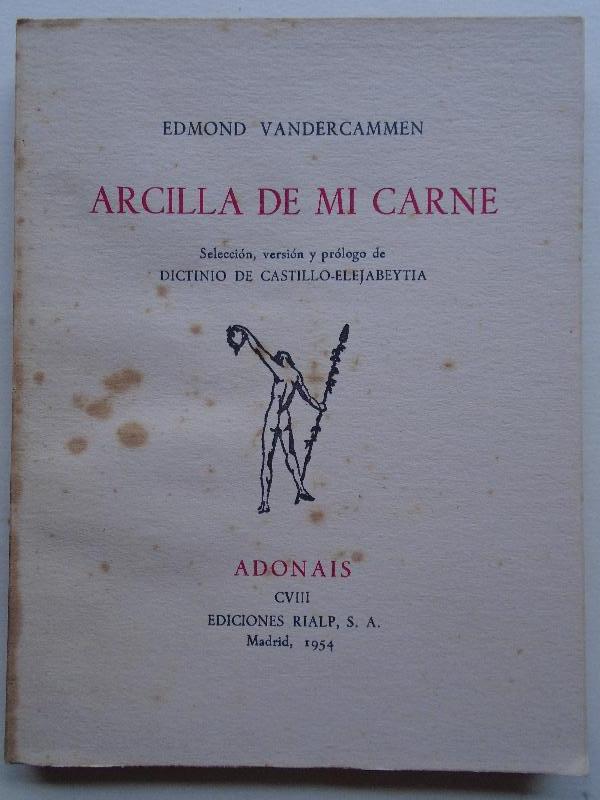 EDMOND VANDERCAMMEN
ARCILLA DE MI CARNE
Selección, versión y prólogo de
DICTINIO DE CASTILLO-ELEJABEYTIA
ADONAIS
CVIII
EDICIONES RIALP, S. A.
Madrid, 1954